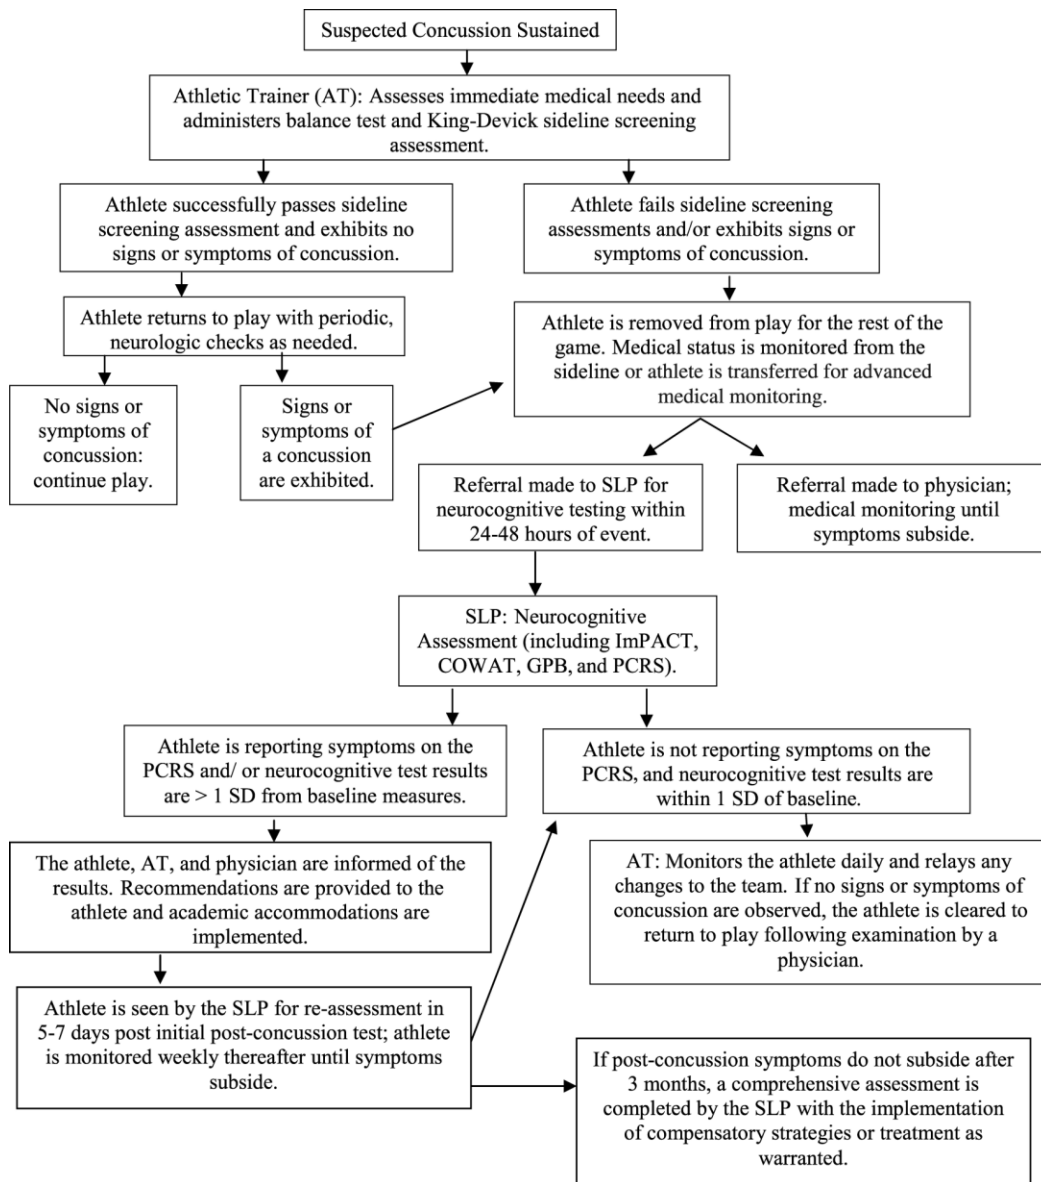 Suspected Concussion Sustained
Athletic Trainer (AT): Assesses immediate medical needs and
administers balance test and King-Devick sideline screening
assessment.
Athlete successfully passes sideline
screening assessment and exhibits no
signs or symptoms of concussion.
Athlete fails sideline screening
assessments and/or exhibits signs or
symptoms of concussion.
Athlete returns to play with periodic,
neurologic checks as needed.
Athlete is removed from play for the rest of the
game. Medical status is monitored from the
sideline or athlete is transferred for advanced
medical monitoring.
No signs or
symptoms of
concussion:
continue play.
Signs or
symptoms of
a concussion
are exhibited.
Referral made to SLP for
neurocognitive testing within
24-48 hours of event.
Referral made to physician;
medical monitoring until
symptoms subside.
SLP: Neurocognitive
Assessment (including ImPACT,
COWAT, GPB, and PCRS).
Athlete is reporting symptoms on the
PCRS and/ or neurocognitive test results
are > 1 SD from baseline measures.
Athlete is not reporting symptoms on the
PCRS, and neurocognitive test results are
within 1 SD of baseline.
The athlete, AT, and physician are informed of the
results. Recommendations are provided to the
athlete and academic accommodations are
implemented.
AT: Monitors the athlete daily and relays any
changes to the team. If no signs or symptoms of
concussion are observed, the athlete is cleared to
return to play following examination by a
physician.
Athlete is seen by the SLP for re-assessment in
5-7 days post initial post-concussion test; athlete
is monitored weekly thereafter until symptoms
subside.
If post-concussion symptoms do not subside after
3 months, a comprehensive assessment is
completed by the SLP with the implementation
of compensatory strategies or treatment as
warranted.